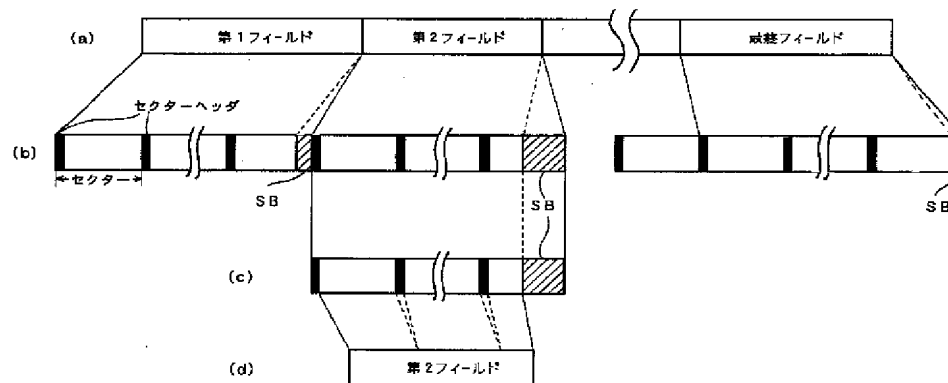 (a)
第1フィールド
第2フィールド
最終フィールド
セクターヘッダ
(b)
セクター
SB
SB
SB
(c)
(d)
第2フィールド